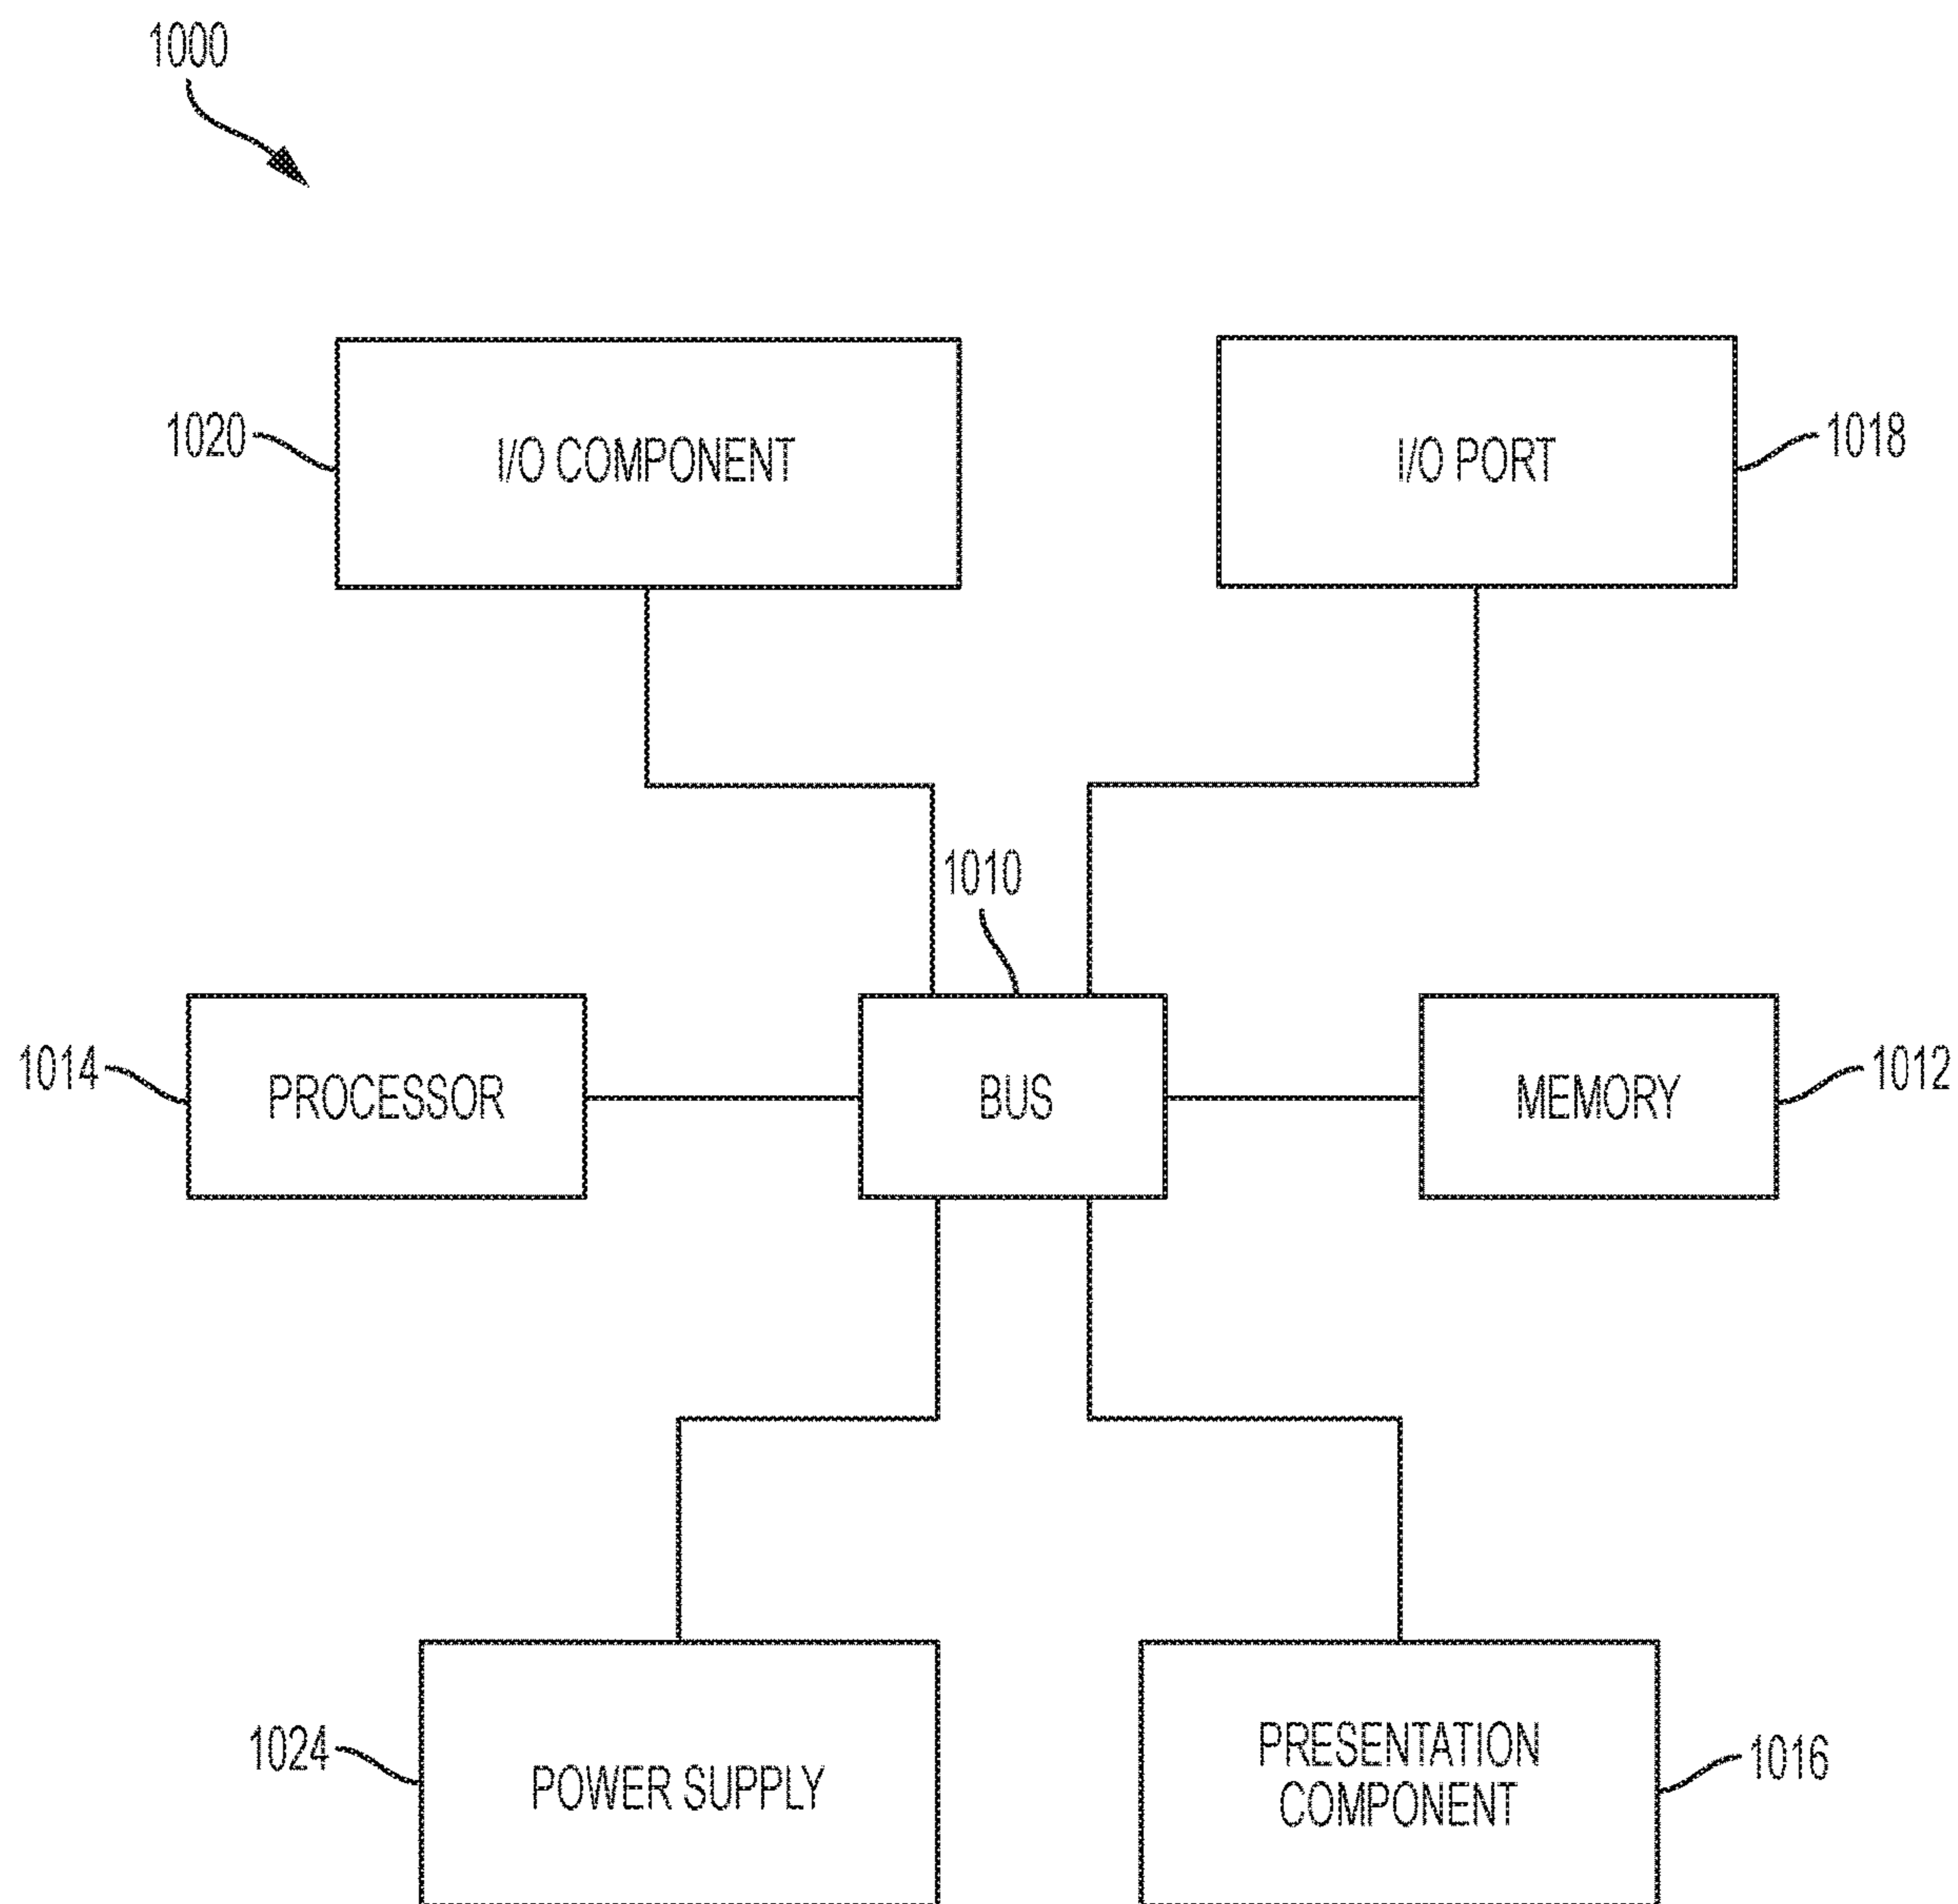 1000
1020
I/O COMPONENT
I/O PORT
1018
1010
1014
PROCESSOR
BUS
MEMORY
1012
1024
POWER SUPPLY
PRESENTATION
COMPONENT
1016